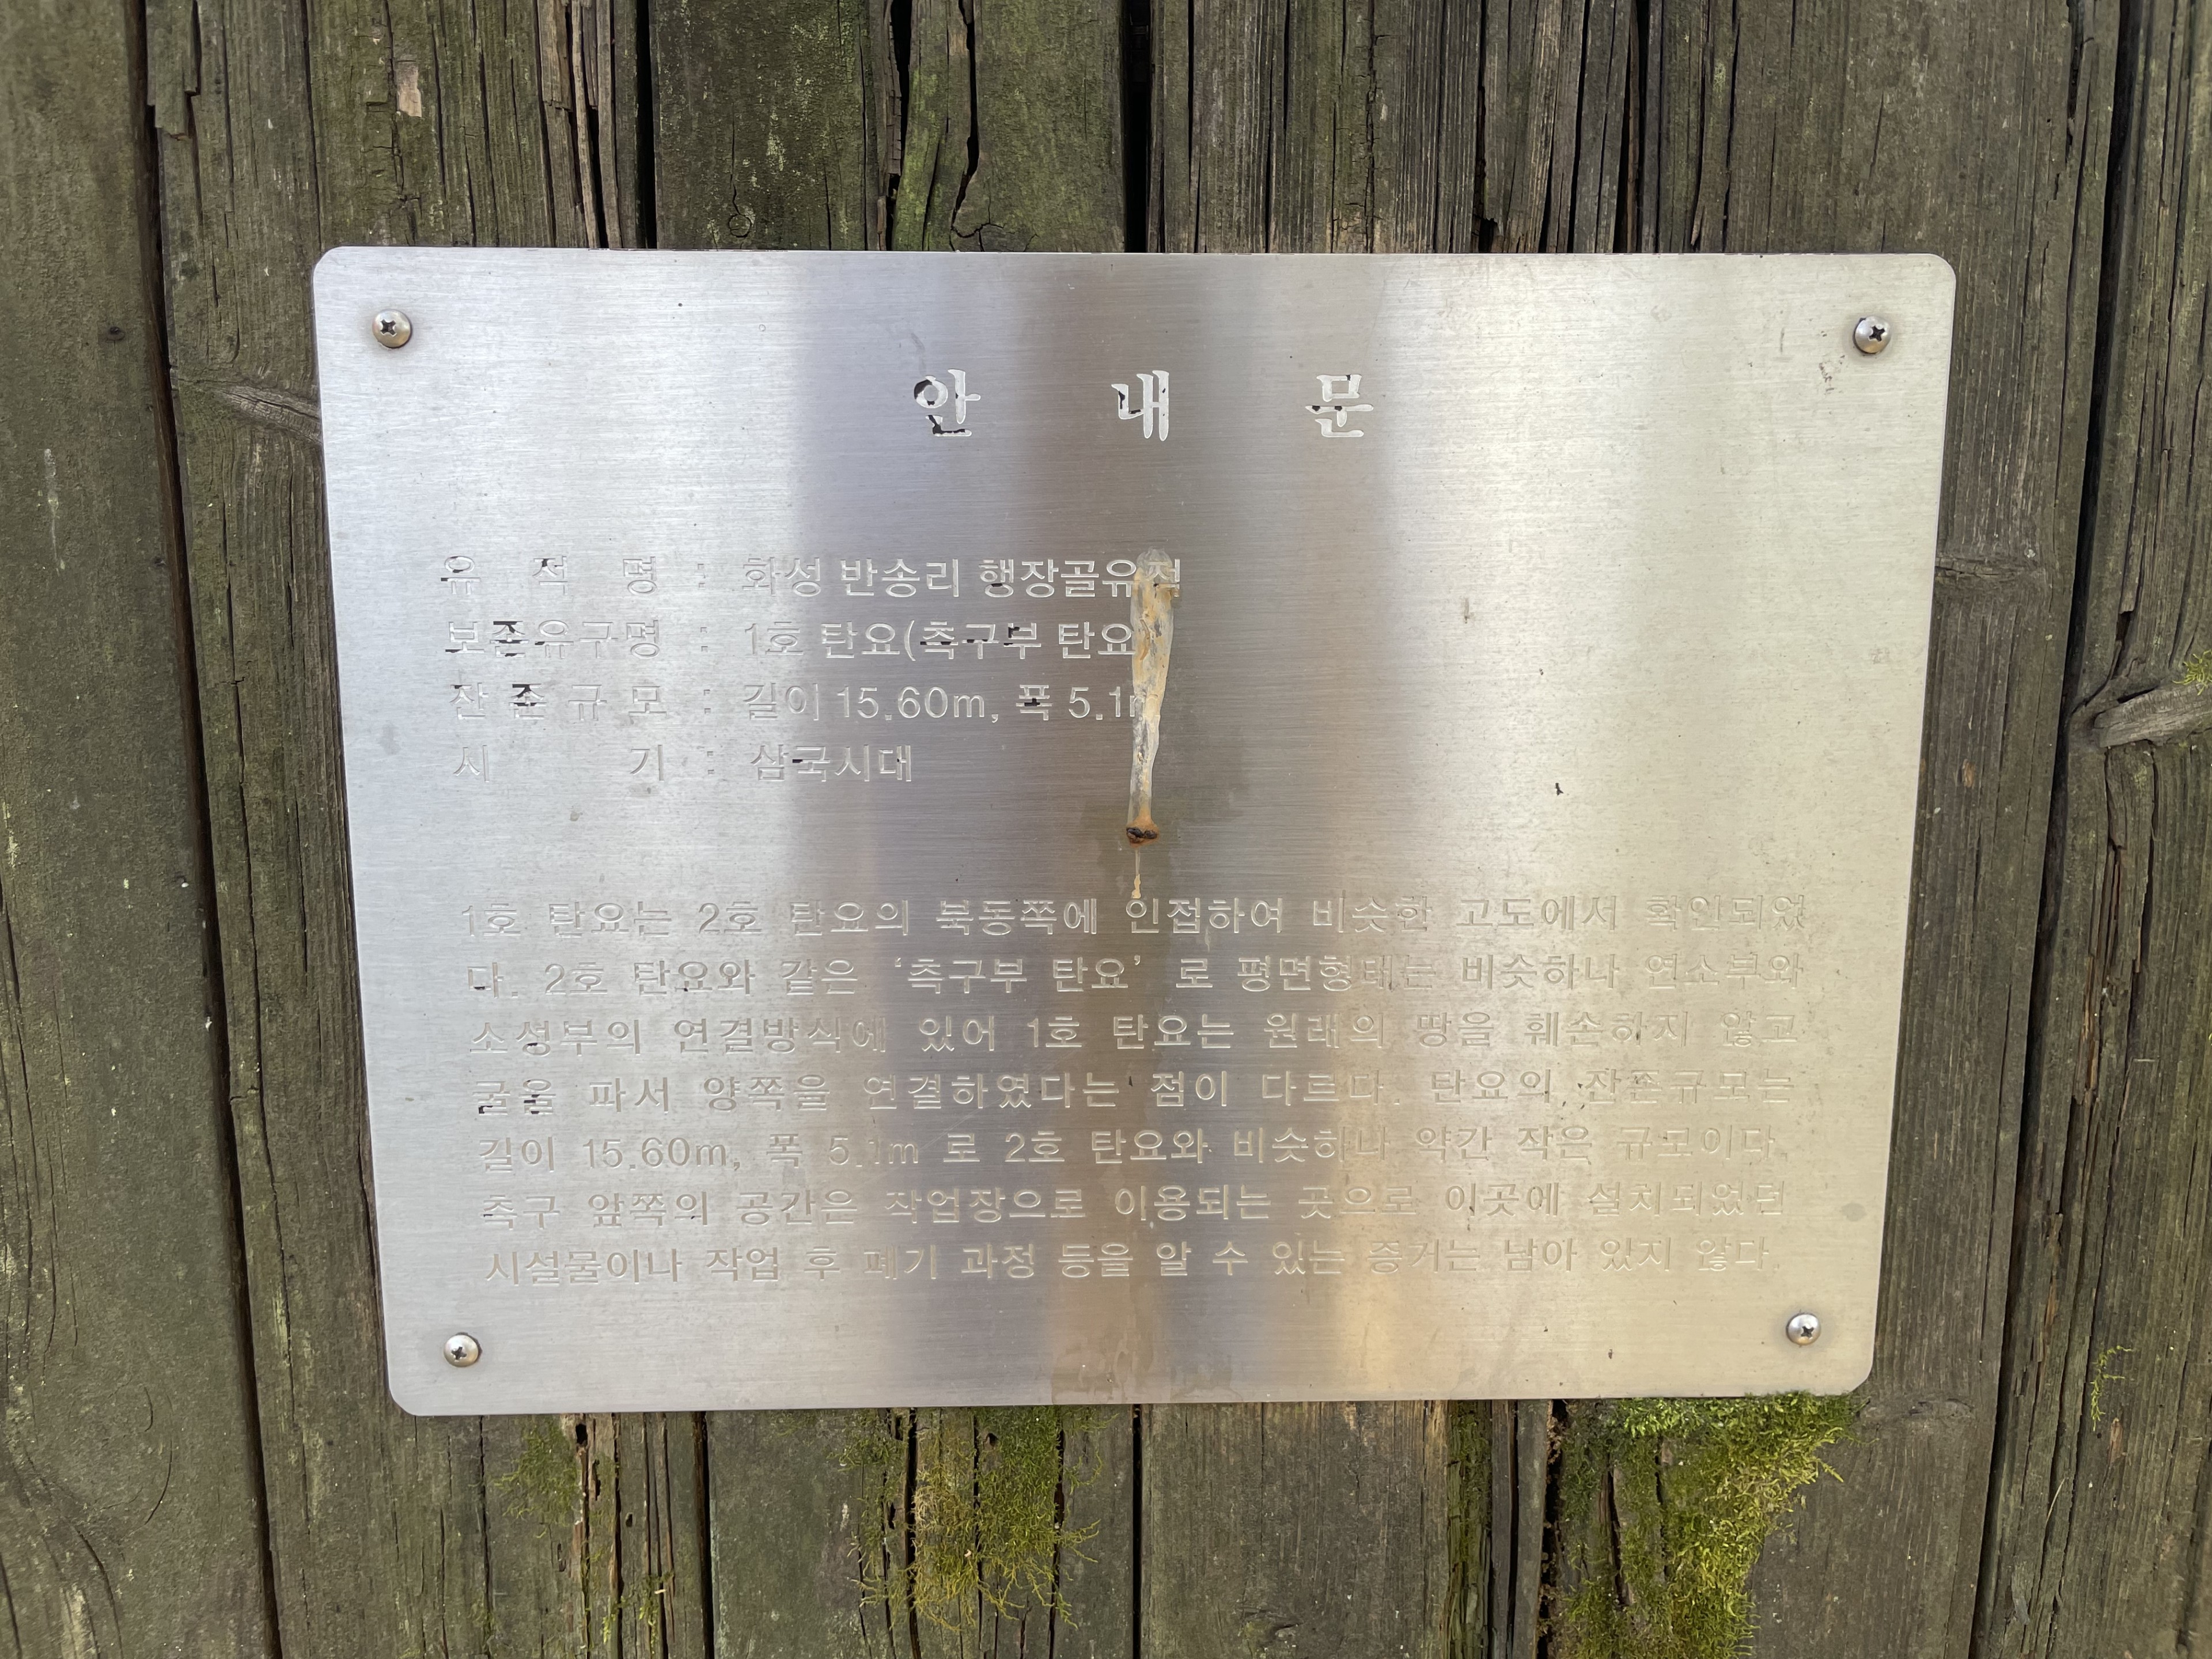 안 내 문
유 적 명 : 화성 반송리 행장골유적
보존유구명 : 1호 탄요(측구부 탄요
잔존규모 : 길이 15.60m, 폭 5.1m
시 기 : 삼국시대
1호 탄요는 2호 탄요의 북동쪽에 인접하여 비슷한 고도에서 확인되었
다. 2호 탄요와 같은 ‘측구부 탄요’ 로 평면형태는 비슷하나 연소부와
소성부의 연결방식에 있어 1호 탄요는 원래의 땅을 훼손하지 않고
굴을 파서 양쪽을 연결하였다는 점이 다르다. 탄요의 잔존규모는
길이 15.60m, 폭 5.1m 로 2호 탄요와 비슷하나 약간 작은 규모이다.
측구 앞쪽의 공간은 작업장으로 이용되는 곳으로 이곳에 설치되었던
시설물이나 작업 후 폐기 과정 등을 알 수 있는 증거는 남아 있지 않다.